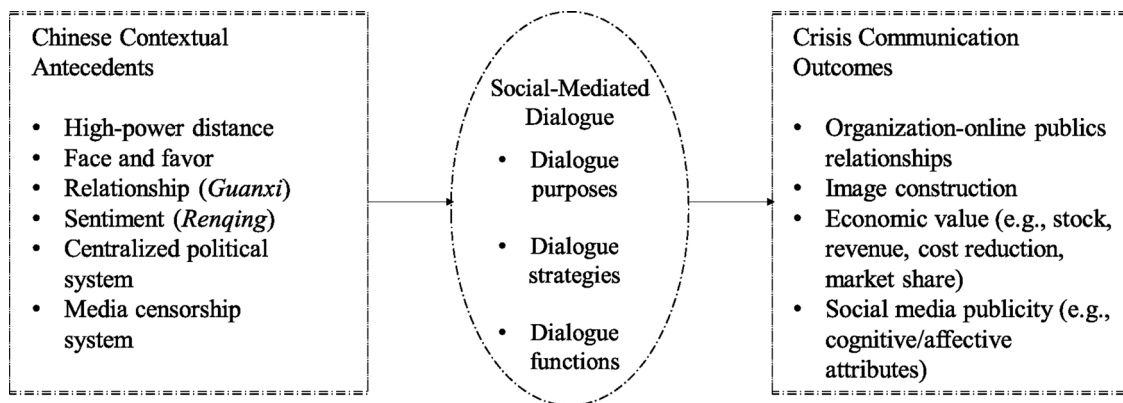 Chinese Contextual
Antecedents
• High-power distance
• Face and favor
• Relationship (Guanxi)
• Sentiment (Renqing)
• Centralized political
system
• Media censorship
system
Social-Mediated
Dialogue
• Dialogue
purposes
• Dialogue
strategies
• Dialogue
functions
Crisis Communication
Outcomes
• Organization-online publics
relationships
• Image construction
• Economic value (e.g., stock,
revenue, cost reduction,
market share)
• Social media publicity (e.g.,
cognitive/affective
attributes)